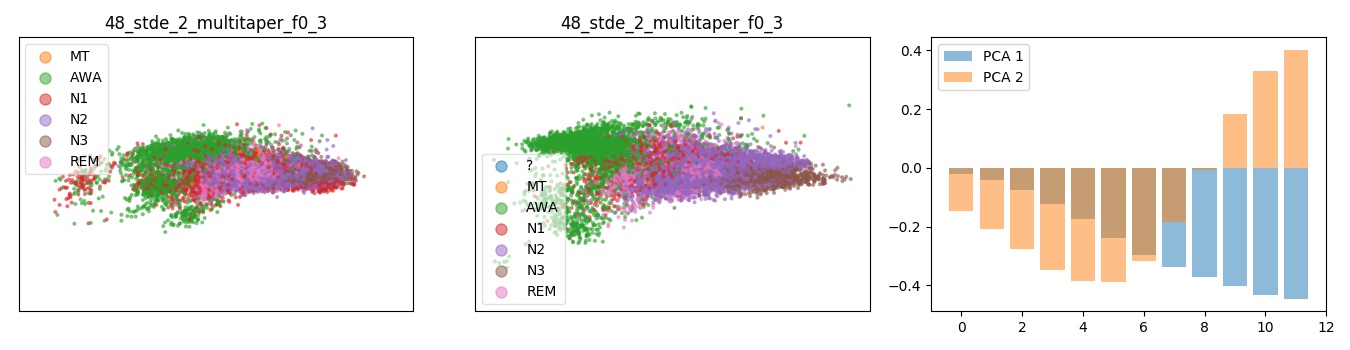 48_stde_2_multitaper_f0_3
MT
AWA
N1
N2
N3
REM
48_stde_2_multitaper_f0_3
?
MT
AWA
N1
N2
N3
REM
PCA 1
PCA 2
0.4
0.2
0.0
−0.2
−0.4
0 2 4 6 8 10 12